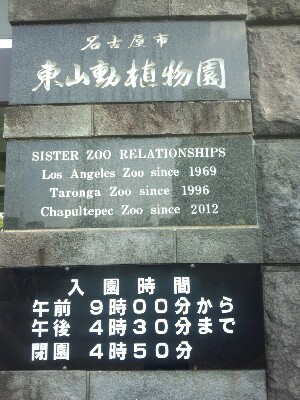 名古屋市
東山動植物園
SISTER ZOO RELATIONSHIPS
Los Angeles Zoo since 1969
Taronga Zoo since 1996
Chapultepec Zoo since 2012
入園時間
午前 9時00分から
午後 4時30分まで
閉園 4時50分